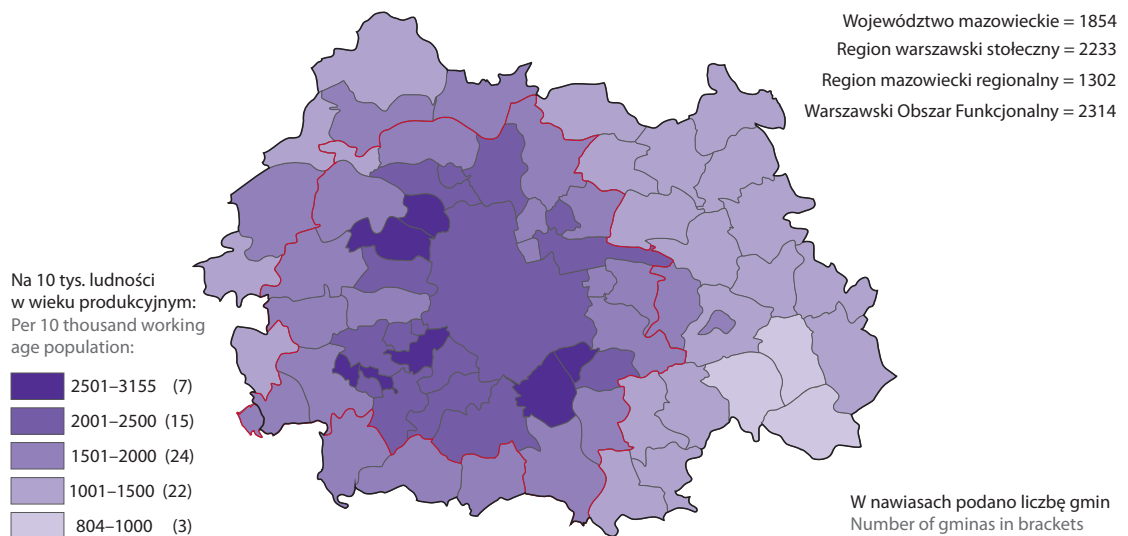 Województwo mazowieckie = 1854
Region warszawski stołeczny = 2233
Region mazowiecki regionalny = 1302
Warszawski Obszar Funkcjonalny = 2314
Na 10 tys. ludności
w wieku produkcyjnym:
Per 10 thousand working
age population:
2501–3155 (7)
2001–2500 (15)
1501–2000 (24)
1001–1500 (22)
804–1000 (3)
W nawiasach podano liczbę gmin
Number of gminas in brackets